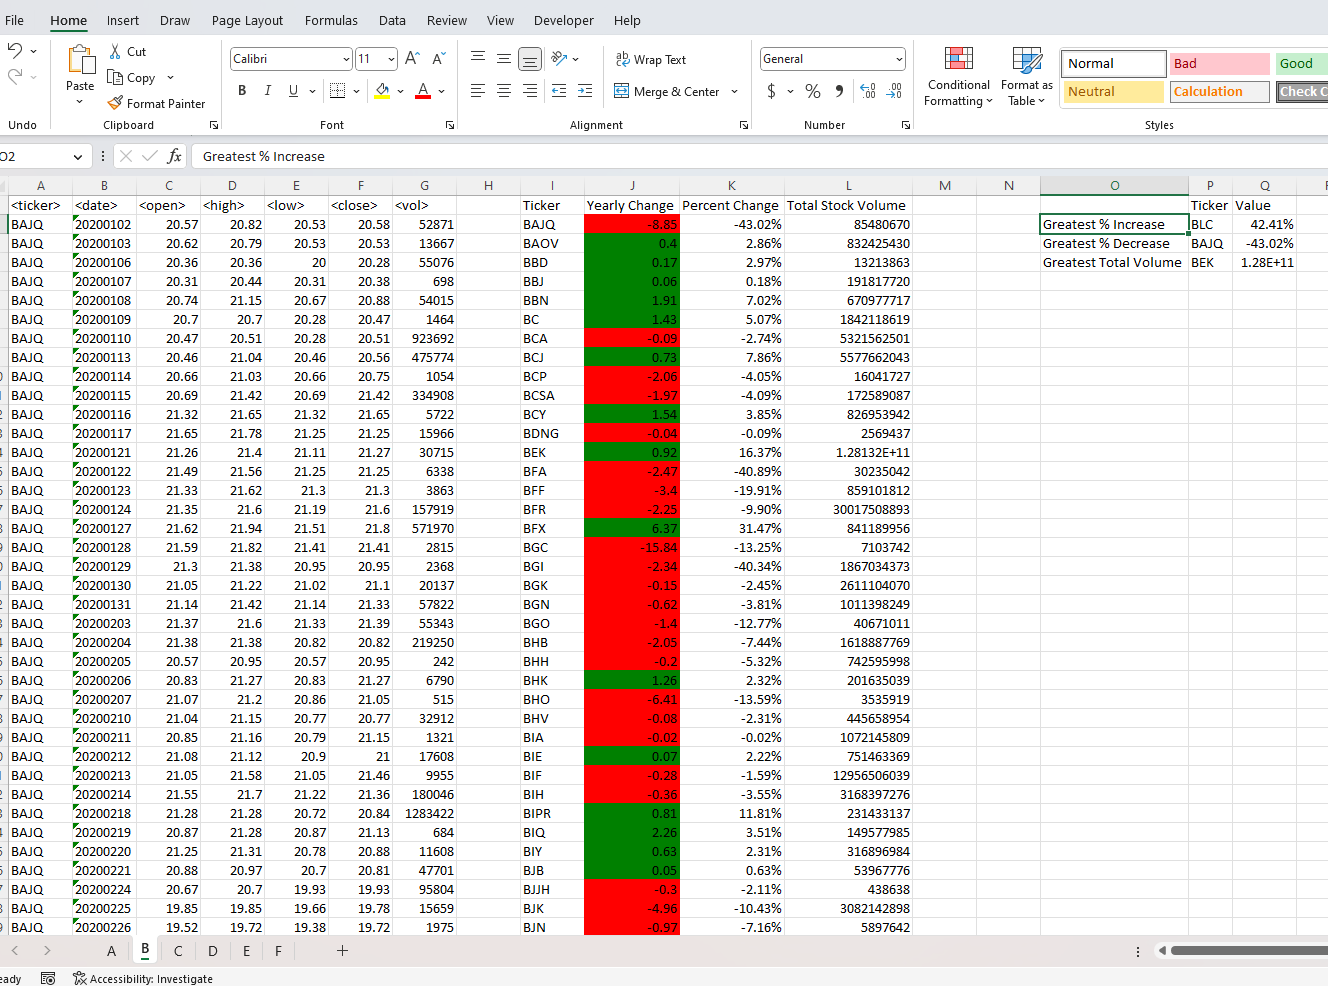 File Home Insert Draw Page Layout Formulas Data Review View Developer Help
Cut
Copy
Format Painter
Paste
Undo Clipboard
Calibri 11
B I U A
Font
Wrap Text
Merge & Center
Alignment
General
$ % 9
Number
Conditional Formatting
Format as Table
Normal Bad Good
Neutral Calculation Check C
Styles
O2 fx Greatest % Increase
A B C D E F G H I J K L M N O P Q
<ticker> <date> <open> <high> <low> <close> <vol> Ticker Yearly Change Percent Change Total Stock Volume Ticker Value
BAJQ 20200102 20.57 20.82 20.53 20.58 52871 BAJQ -8.85 -43.02% 85480670 Greatest % Increase BLC 42.41%
BAJQ 20200103 20.62 20.79 20.53 20.53 13667 BAOV 0.4 2.86% 832425430 Greatest % Decrease BAJQ -43.02%
BAJQ 20200106 20.36 20.36 20 20.28 55076 BBD 0.17 2.97% 13213863 Greatest Total Volume BEK 1.28E+11
BAJQ 20200107 20.31 20.44 20.31 20.38 698 BBJ 0.06 0.18% 191817720
BAJQ 20200108 20.74 21.15 20.67 20.88 54015 BBN 1.91 7.02% 670977717
BAJQ 20200109 20.7 20.7 20.28 20.47 1464 BC 1.43 5.07% 1842118619
BAJQ 20200110 20.47 20.51 20.28 20.51 923692 BCA -0.09 -2.74% 5321562501
BAJQ 20200113 20.46 21.04 20.46 20.56 475774 BCJ 0.73 7.86% 5577662043
BAJQ 20200114 20.66 21.03 20.66 20.75 1054 BCP -2.06 -4.05% 16041727
BAJQ 20200115 20.69 21.42 20.69 21.42 334908 BCSA -1.97 -4.09% 172589087
BAJQ 20200116 21.32 21.65 21.32 21.65 5722 BCY 1.54 3.85% 826953942
BAJQ 20200117 21.65 21.78 21.25 21.25 15966 BDNG -0.04 -0.09% 2569437
BAJQ 20200121 21.26 21.4 21.11 21.27 30715 BEK 0.92 16.37% 1.28132E+11
BAJQ 20200122 21.49 21.56 21.25 21.25 6338 BFA -2.47 -40.89% 30235042
BAJQ 20200123 21.33 21.62 21.3 21.3 3863 BFF -3.4 -19.91% 859101812
BAJQ 20200124 21.35 21.6 21.19 21.6 157919 BFR -2.25 -9.90% 30017508893
BAJQ 20200127 21.62 21.94 21.51 21.8 571970 BFX 6.37 31.47% 841189956
BAJQ 20200128 21.59 21.82 21.41 21.41 2815 BGC -15.84 -13.25% 7103742
BAJQ 20200129 21.3 21.38 20.95 20.95 2368 BGI -2.34 -40.34% 1867034373
BAJQ 20200130 21.05 21.22 21.02 21.1 20137 BGK -0.15 -2.45% 2611104070
BAJQ 20200131 21.14 21.42 21.14 21.33 57822 BGN -0.62 -3.81% 1011398249
BAJQ 20200203 21.37 21.6 21.33 21.39 55343 BGO -1.4 -12.77% 40671011
BAJQ 20200204 21.38 21.38 20.82 20.82 219250 BHB -2.05 -7.44% 1618887769
BAJQ 20200205 20.57 20.95 20.57 20.95 242 BHH -0.2 -5.32% 742595998
BAJQ 20200206 20.83 21.27 20.83 21.27 6790 BHK 1.26 2.32% 201635039
BAJQ 20200207 21.07 21.2 20.86 21.05 515 BHO -6.41 -13.59% 3535919
BAJQ 20200210 21.04 21.15 20.77 20.77 32912 BHV -0.08 -2.31% 445658954
BAJQ 20200211 20.85 21.16 20.79 21.15 1321 BIA -0.02 -0.02% 1072145809
BAJQ 20200212 21.08 21.12 20.9 21 17608 BIE 0.07 2.22% 751463369
BAJQ 20200213 21.05 21.58 21.05 21.46 9955 BIF -0.28 -1.59% 12956506039
BAJQ 20200214 21.55 21.7 21.22 21.36 180046 BIH -0.36 -3.55% 3168397276
BAJQ 20200218 21.28 21.28 20.72 20.84 1283422 BIPR 0.81 11.81% 231433137
BAJQ 20200219 20.87 21.28 20.87 21.13 684 BIQ 2.26 3.51% 149577985
BAJQ 20200220 21.25 21.31 20.78 20.88 11608 BIY 0.63 2.31% 316896984
BAJQ 20200221 20.88 20.97 20.7 20.81 47701 BJB 0.05 0.63% 53967776
BAJQ 20200224 20.67 20.7 19.93 19.93 95804 BJJH -0.3 -2.11% 438638
BAJQ 20200225 19.85 19.85 19.66 19.78 15659 BJK -4.96 -10.43% 3082142898
BAJQ 20200226 19.52 19.72 19.38 19.72 1975 BJN -0.97 -7.16% 5897642
A B C D E F +
eady Accessibility: Investigate